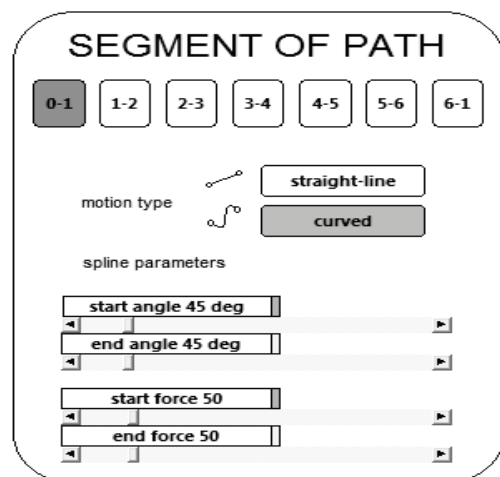 SEGMENT OF PATH
0-1 1-2 2-3 3-4 4-5 5-6 6-1
straight-line
motion type
curved
spline parameters
start angle 45 deg
end angle 45 deg
start force 50
end force 50